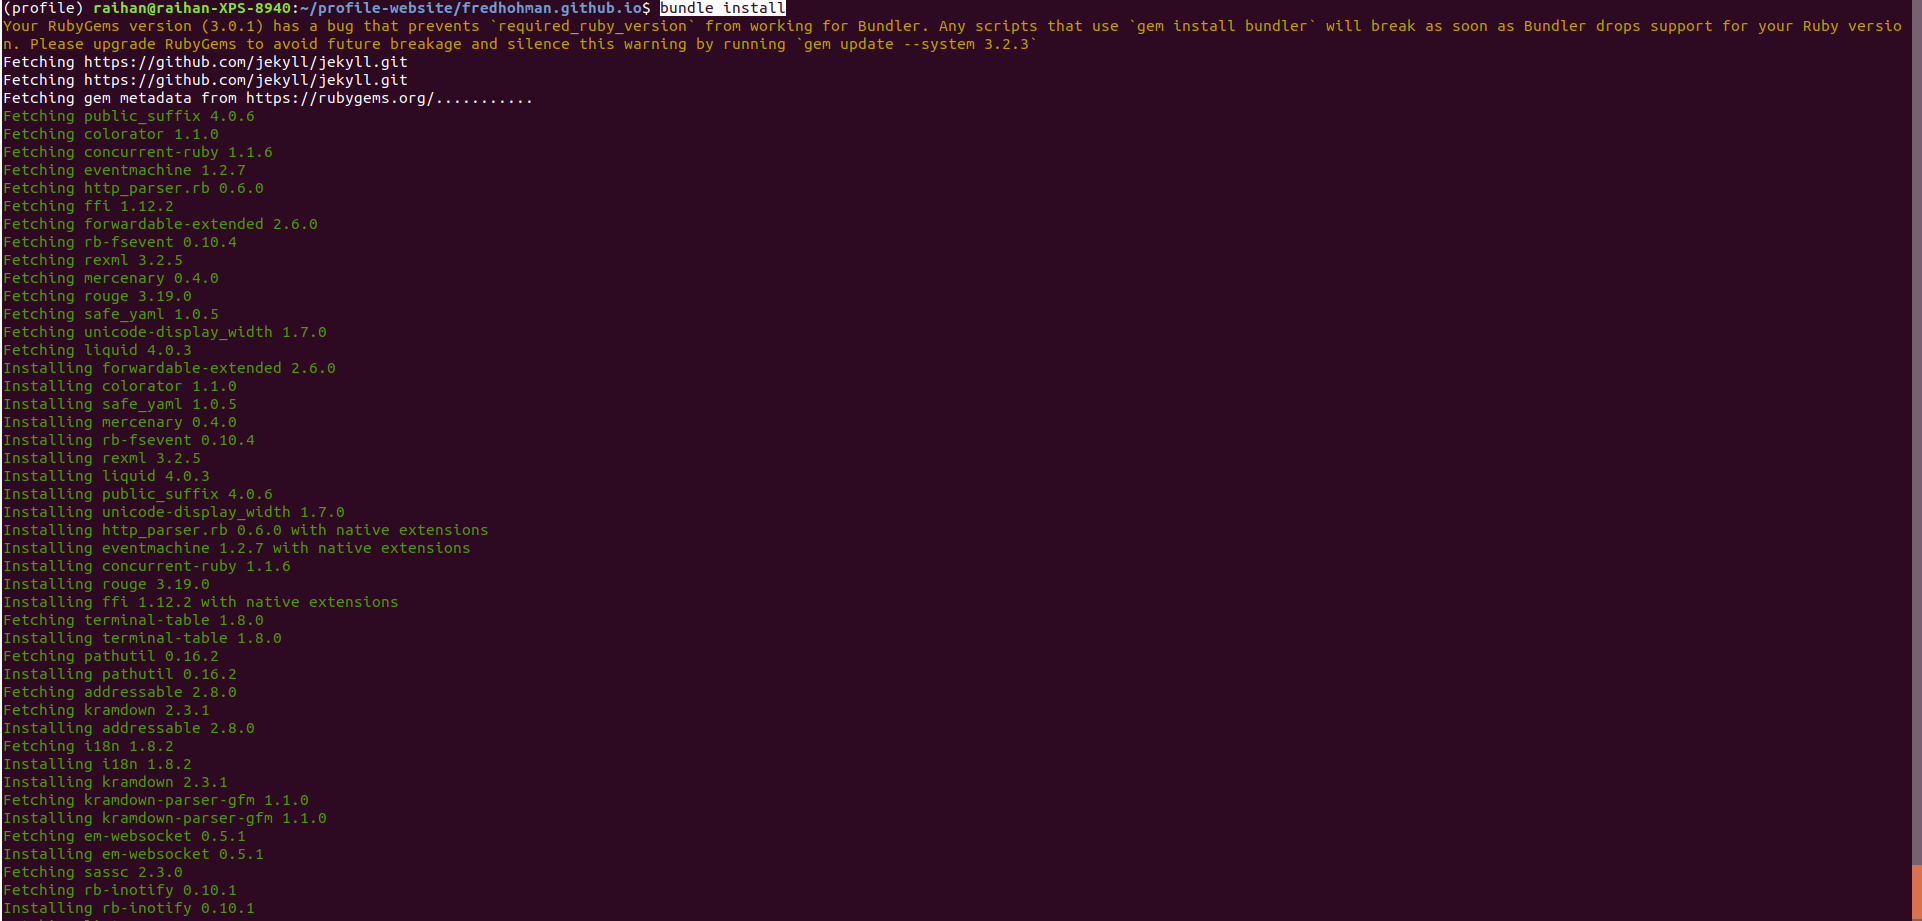 (profile) raihan@raihan-XPS-8940:~/profile-website/fredhohman.github.io$ bundle install
Your RubyGems version (3.0.1) has a bug that prevents `required_ruby_version` from working for Bundler. Any scripts that use `gem install bundler` will break as soon as Bundler drops support for your Ruby versio
n. Please upgrade RubyGems to avoid future breakage and silence this warning by running `gem update --system 3.2.3`
Fetching https://github.com/jekyll/jekyll.git
Fetching https://github.com/jekyll/jekyll.git
Fetching gem metadata from https://rubygems.org/...........
Fetching public_suffix 4.0.6
Fetching colorator 1.1.0
Fetching concurrent-ruby 1.1.6
Fetching eventmachine 1.2.7
Fetching http_parser.rb 0.6.0
Fetching ffi 1.12.2
Fetching forwardable-extended 2.6.0
Fetching rb-fsevent 0.10.4
Fetching rexml 3.2.5
Fetching mercenary 0.4.0
Fetching rouge 3.19.0
Fetching safe_yaml 1.0.5
Fetching unicode-display_width 1.7.0
Fetching liquid 4.0.3
Installing forwardable-extended 2.6.0
Installing colorator 1.1.0
Installing safe_yaml 1.0.5
Installing mercenary 0.4.0
Installing rb-fsevent 0.10.4
Installing rexml 3.2.5
Installing liquid 4.0.3
Installing public_suffix 4.0.6
Installing unicode-display_width 1.7.0
Installing http_parser.rb 0.6.0 with native extensions
Installing eventmachine 1.2.7 with native extensions
Installing concurrent-ruby 1.1.6
Installing rouge 3.19.0
Installing ffi 1.12.2 with native extensions
Fetching terminal-table 1.8.0
Installing terminal-table 1.8.0
Fetching pathutil 0.16.2
Installing pathutil 0.16.2
Fetching addressable 2.8.0
Fetching kramdown 2.3.1
Installing addressable 2.8.0
Fetching i18n 1.8.2
Installing i18n 1.8.2
Installing kramdown 2.3.1
Fetching kramdown-parser-gfm 1.1.0
Installing kramdown-parser-gfm 1.1.0
Fetching em-websocket 0.5.1
Installing em-websocket 0.5.1
Fetching sassc 2.3.0
Fetching rb-inotify 0.10.1
Installing rb-inotify 0.10.1